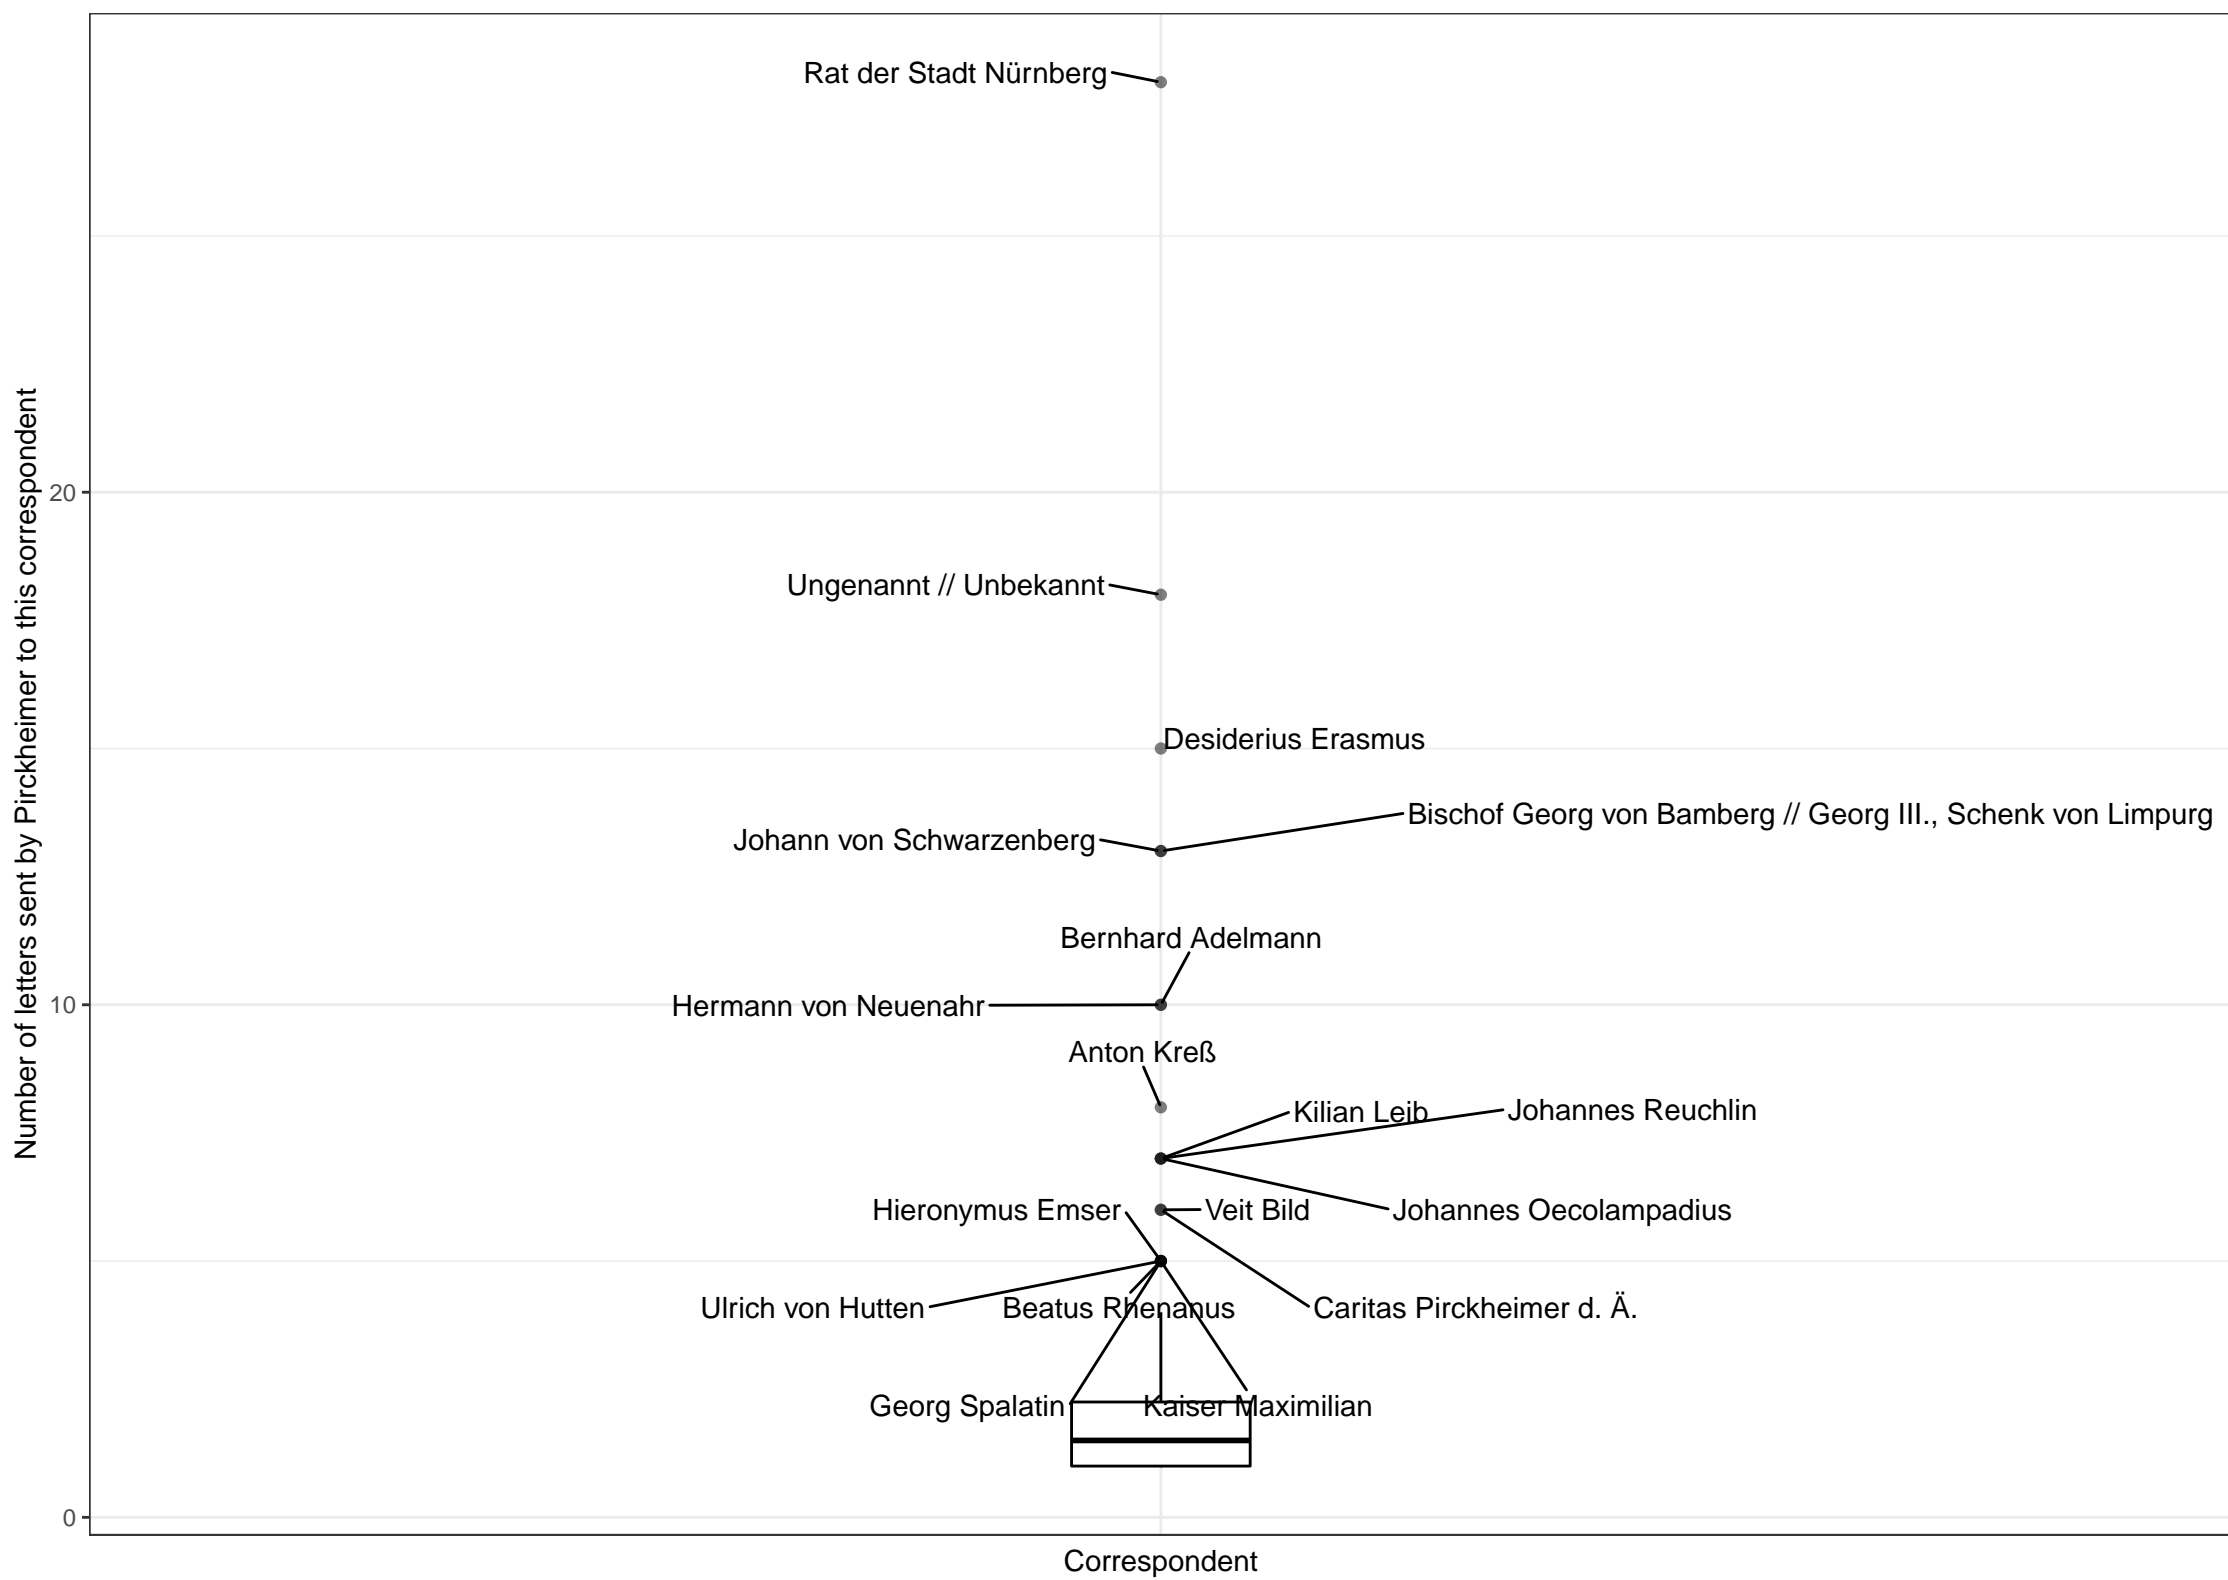 Rat der Stadt Nürnberg
20
Ungenannt // Unbekannt
Desiderius Erasmus
Bischof Georg von Bamberg // Georg III., Schenk von Limpurg
Johann von Schwarzenberg
Bernhard Adelmann
10
Hermann von Neuenahr
Anton Kreß
Kilian Leib
Johannes Reuchlin
Hieronymus Emser
Veit Bild
Johannes Oecolampadius
Ulrich von Hutten
Beatus Rhenanus
Caritas Pirckheimer d. Ä.
Georg Spalatin
Kaiser Maximilian
0
Number of letters sent by Pirckheimer to this correspondent
Correspondent